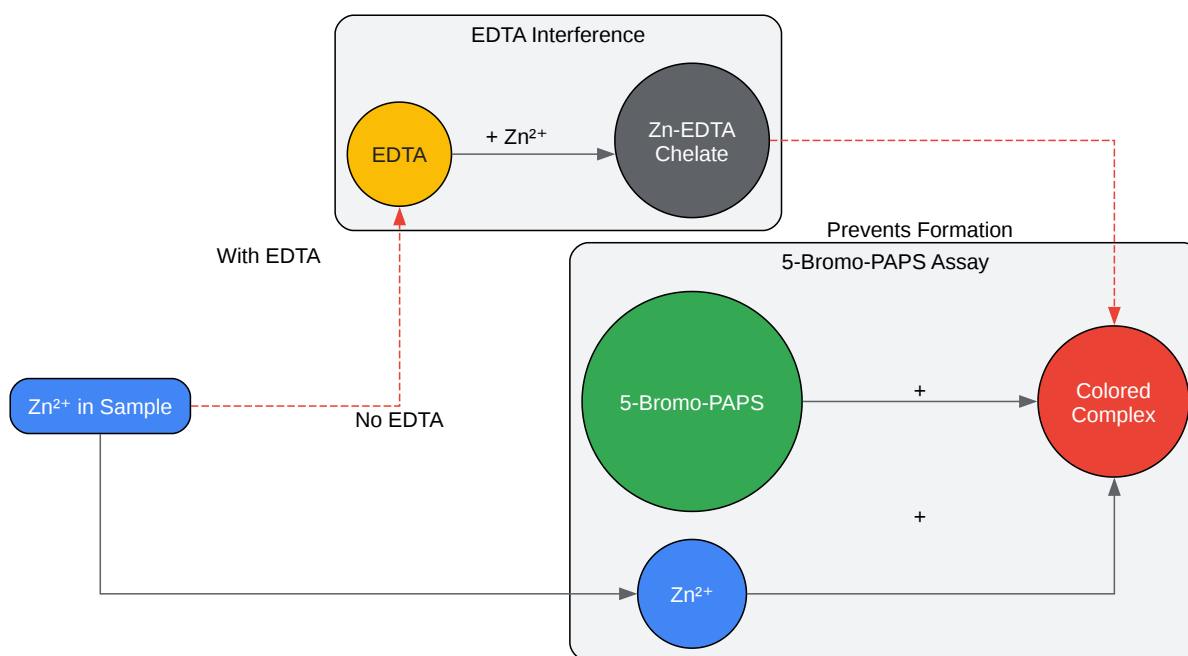 EDTA Interference
EDTA
+ Zn²⁺
Zn-EDTA
Chelate
With EDTA
Prevents Formation
5-Bromo-PAPS Assay
Zn²⁺ in Sample
No EDTA
5-Bromo-PAPS
+
Colored
Complex
+
Zn²⁺